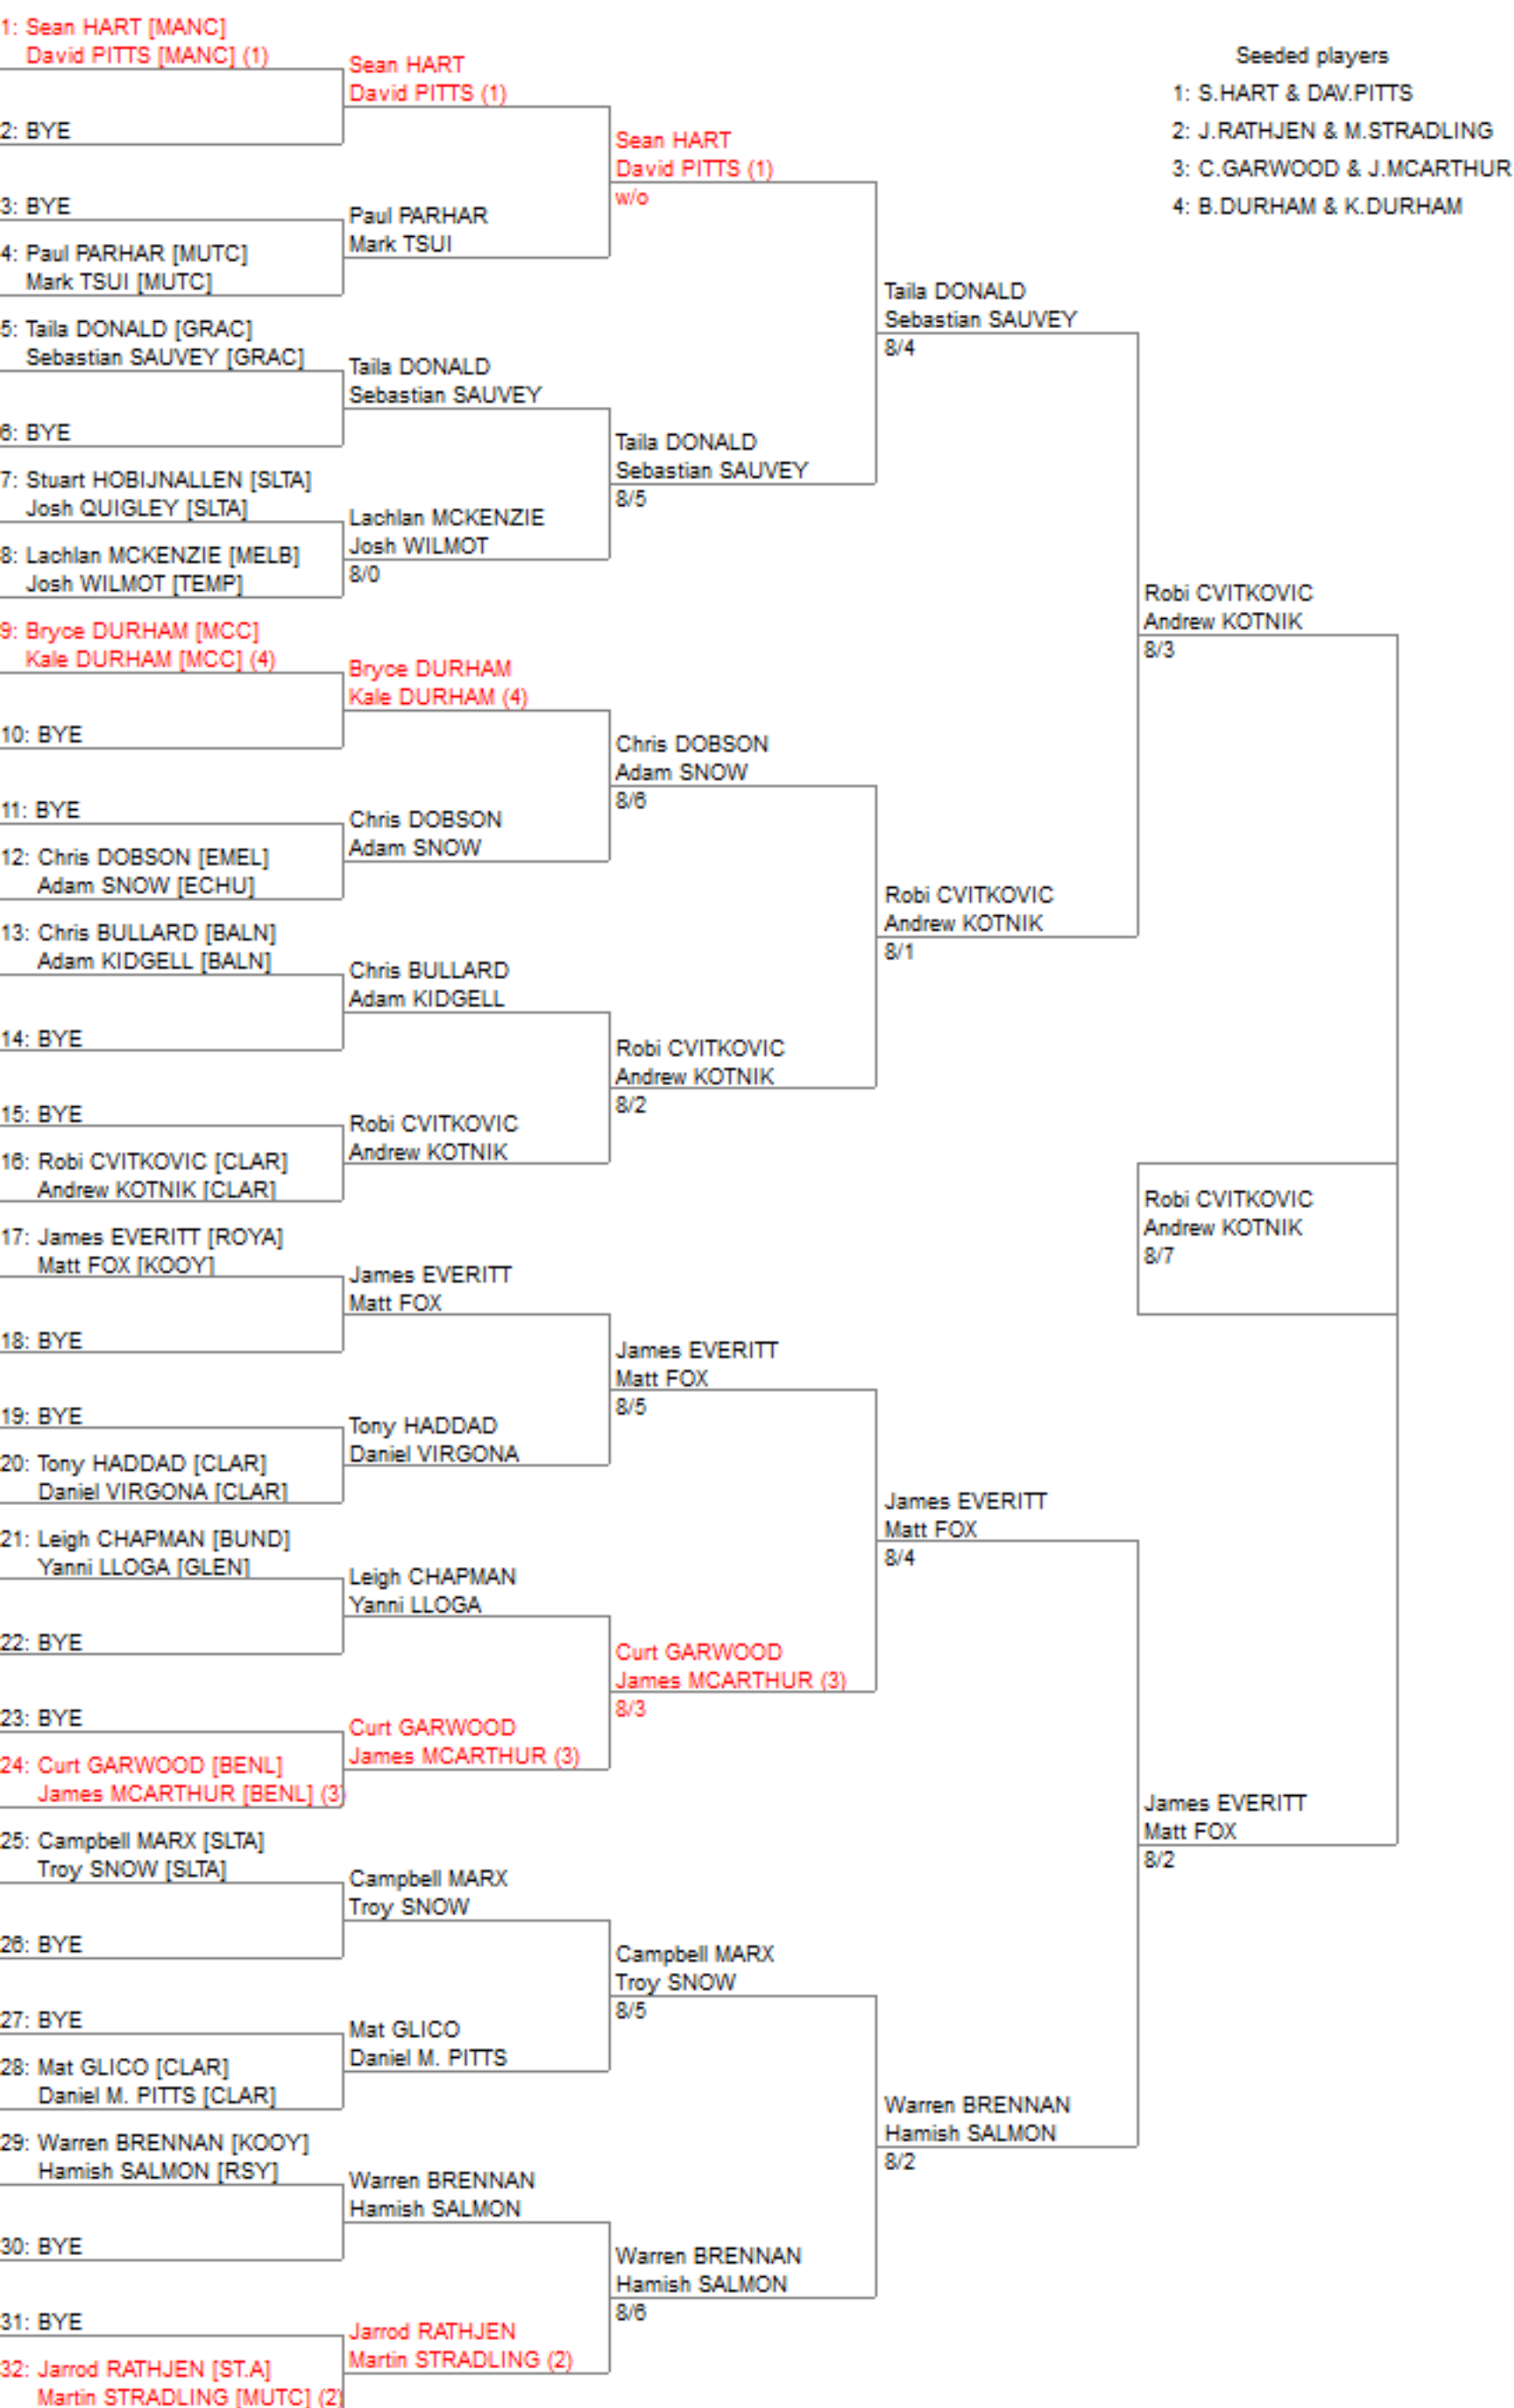 1: Sean HART [MANC]
David PITTS [MANC] (1)
2: BYE
3: BYE
4: Paul PARHAR [MUTC]
Mark TSUI [MUTC]
5: Taila DONALD [GRAC]
Sebastian SAUVEY [GRAC]
6: BYE
7: Stuart HOBIJNALLEN [SLTA]
Josh QUIGLEY [SLTA]
8: Lachlan MCKENZIE [MELB]
Josh WILMOT [TEMP]
9: Bryce DURHAM [MCC]
Kale DURHAM [MCC] (4)
10: BYE
11: BYE
12: Chris DOBSON [EMEL]
Adam SNOW [ECHU]
13: Chris BULLARD [BALN]
Adam KIDGELL [BALN]
14: BYE
15: BYE
16: Robi CVITKOVIC [CLAR]
Andrew KOTNIK [CLAR]
17: James EVERITT [ROYA]
Matt FOX [KOOY]
18: BYE
19: BYE
20: Tony HADDAD [CLAR]
Daniel VIRGONA [CLAR]
21: Leigh CHAPMAN [BUND]
Yanni LLOGA [GLEN]
22: BYE
23: BYE
24: Curt GARWOOD [BENL]
James MCARTHUR [BENL] (3)
25: Campbell MARX [SLTA]
Troy SNOW [SLTA]
26: BYE
27: BYE
28: Mat GLICO [CLAR]
Daniel M. PITTS [CLAR]
29: Warren BRENNAN [KOOY]
Hamish SALMON [RSY]
30: BYE
31: BYE
32: Jarrod RATHJEN [ST.A]
Martin STRADLING [MUTC] (2)
Sean HART
David PITTS (1)
Paul PARHAR
Mark TSUI
Taila DONALD
Sebastian SAUVEY
Lachlan MCKENZIE
Josh WILMOT
8/0
Bryce DURHAM
Kale DURHAM (4)
Chris DOBSON
Adam SNOW
Chris BULLARD
Adam KIDGELL
Robi CVITKOVIC
Andrew KOTNIK
James EVERITT
Matt FOX
Tony HADDAD
Daniel VIRGONA
Leigh CHAPMAN
Yanni LLOGA
Curt GARWOOD
James MCARTHUR (3)
Campbell MARX
Troy SNOW
Mat GLICO
Daniel M. PITTS
Warren BRENNAN
Hamish SALMON
Jarrod RATHJEN
Martin STRADLING (2)
Sean HART
David PITTS (1)
w/o
Taila DONALD
Sebastian SAUVEY
8/5
Chris DOBSON
Adam SNOW
8/6
Robi CVITKOVIC
Andrew KOTNIK
8/2
James EVERITT
Matt FOX
8/5
Curt GARWOOD
James MCARTHUR (3)
8/3
Campbell MARX
Troy SNOW
8/5
Warren BRENNAN
Hamish SALMON
8/6
Taila DONALD
Sebastian SAUVEY
8/4
Robi CVITKOVIC
Andrew KOTNIK
8/1
James EVERITT
Matt FOX
8/4
Warren BRENNAN
Hamish SALMON
8/2
Robi CVITKOVIC
Andrew KOTNIK
8/3
Robi CVITKOVIC
Andrew KOTNIK
8/7
James EVERITT
Matt FOX
8/2
Seeded players
1: S.HART & DAV.PITTS
2: J.RATHJEN & M.STRADLING
3: C.GARWOOD & J.MCARTHUR
4: B.DURHAM & K.DURHAM